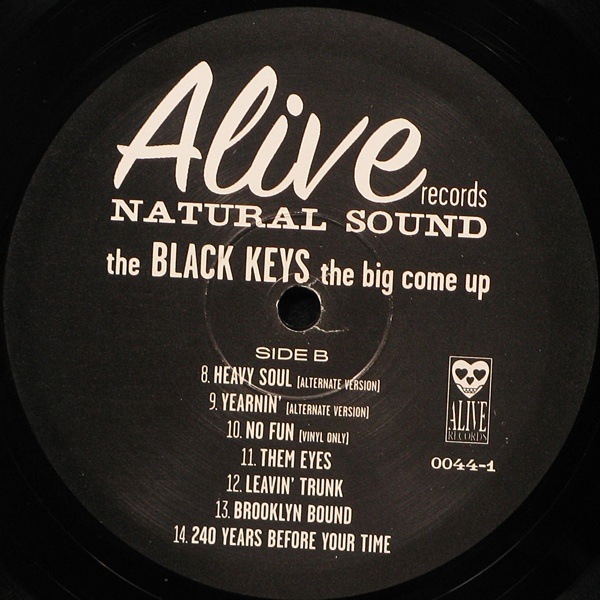 Alive
records
NATURAL SOUND
the BLACK KEYS the big come up
SIDE B
8. HEAVY SOUL [ALTERNATE VERSION]
9. YEARNIN' [ALTERNATE VERSION]
10. NO FUN [VINYL ONLY]
11. THEM EYES
12. LEAVIN' TRUNK
13. BROOKLYN BOUND
14. 240 YEARS BEFORE YOUR TIME
ALIVE
RECORDS
0044-1